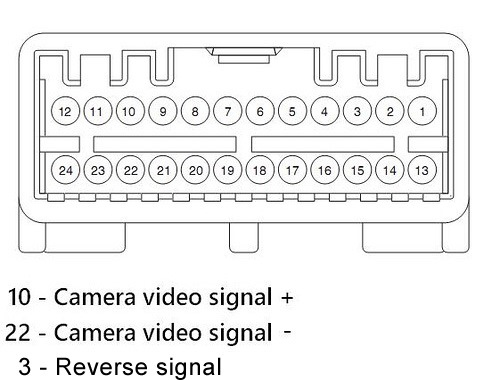 12 11 10 9 8 7 6 5 4 3 2 1
24 23 22 21 20 19 18 17 16 15 14 13
10 - Camera video signal +
22 - Camera video signal -
3 - Reverse signal